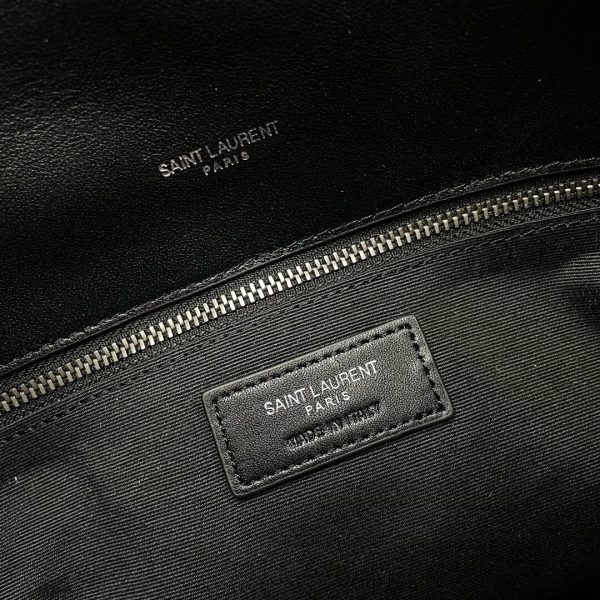 SAINT LAURENT
PARIS
SAINT LAURENT
PARIS
MADE IN ITALY